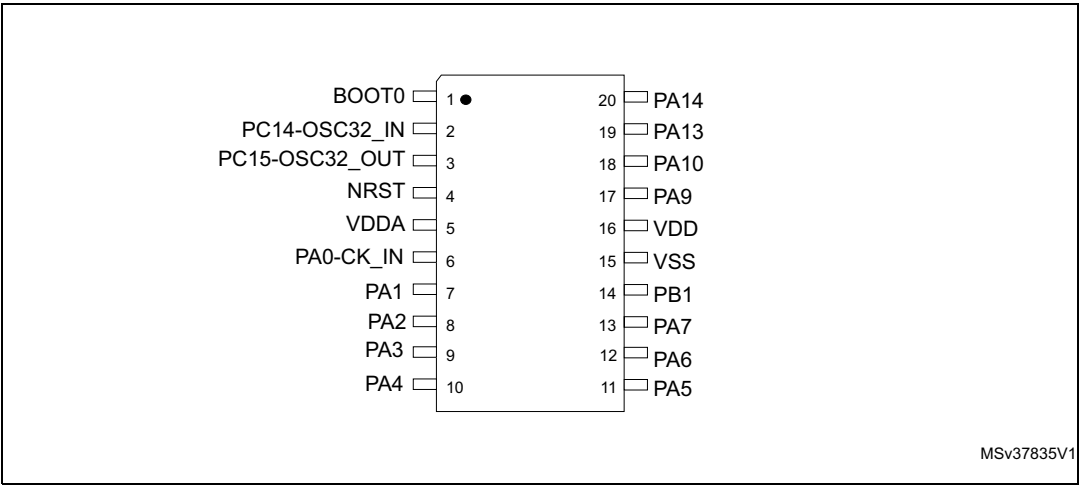 BOOT0 1 20 PA14
PC14-OSC32_IN 2 19 PA13
PC15-OSC32_OUT 3 18 PA10
NRST 4 17 PA9
VDDA 5 16 VDD
PA0-CK_IN 6 15 VSS
PA1 7 14 PB1
PA2 8 13 PA7
PA3 9 12 PA6
PA4 10 11 PA5
MSv37835V1